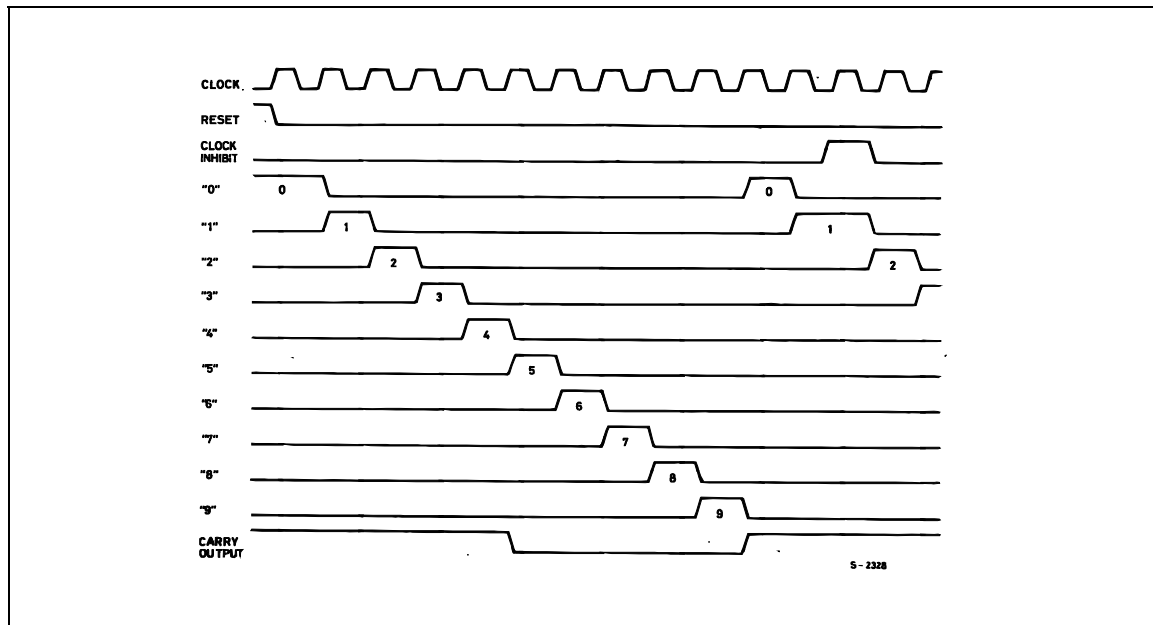 CLOCK
RESET
CLOCK
INHIBIT
"0" 0 0
"1" 1 1
"2" 2 2
"3" 3
"4" 4
"5" 5
"6" 6
"7" 7
"8" 8
"9" 9
CARRY
OUTPUT
S-2328